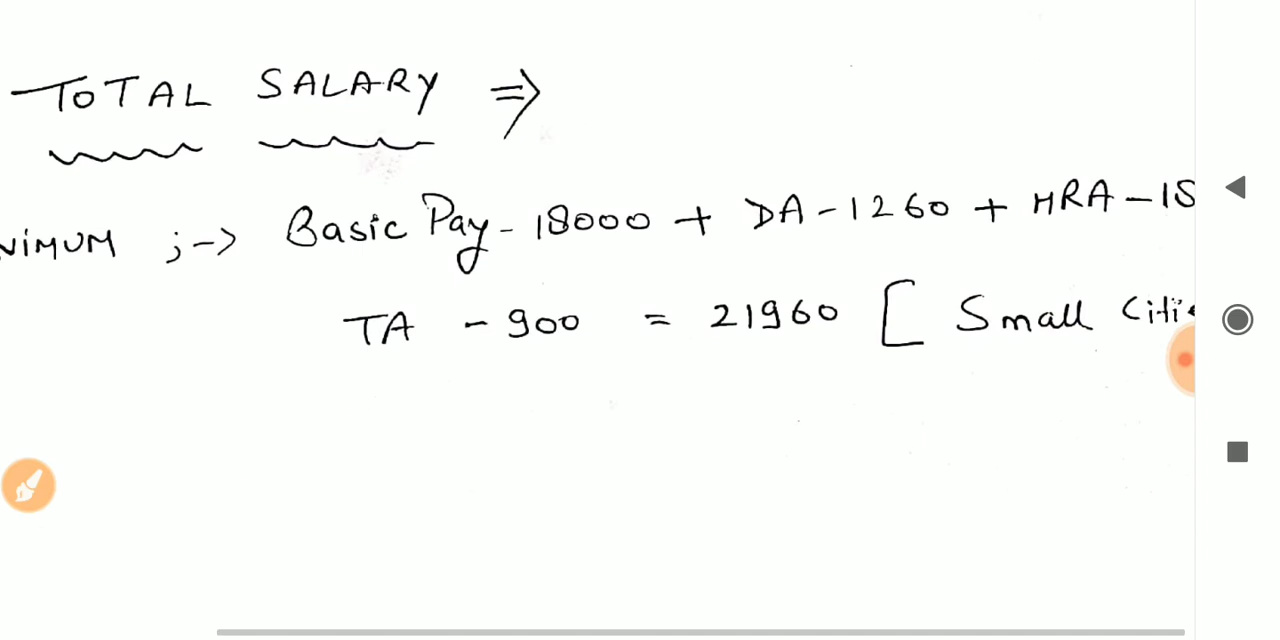 TOTAL SALARY ⇒
NIMUM ;-> Basic Pay - 18000 + DA - 1260 + HRA - 18
TA - 900 = 21960 [ Small Citi